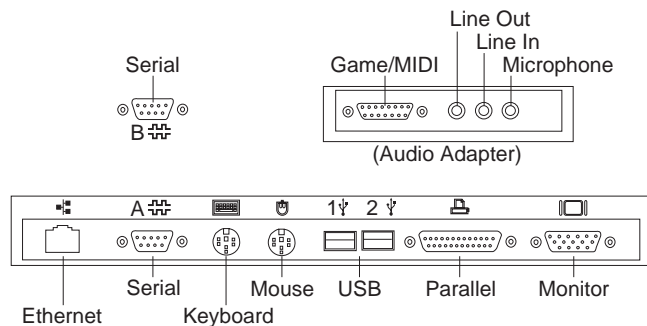 Line Out
Line In
Serial
Game/MIDI
Microphone
B
(Audio Adapter)
A
1
2
Serial
Mouse
USB
Parallel
Monitor
Ethernet
Keyboard